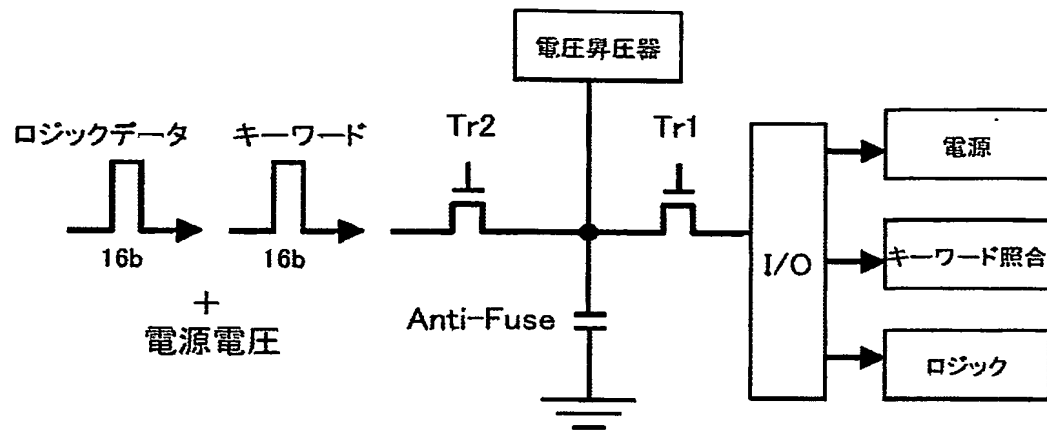 電圧昇圧器
ロジックデータ
キーワード
Tr2
Tr1
16b
16b
+
電源電圧
Anti-Fuse
I/O
電源
キーワード照合
ロジック